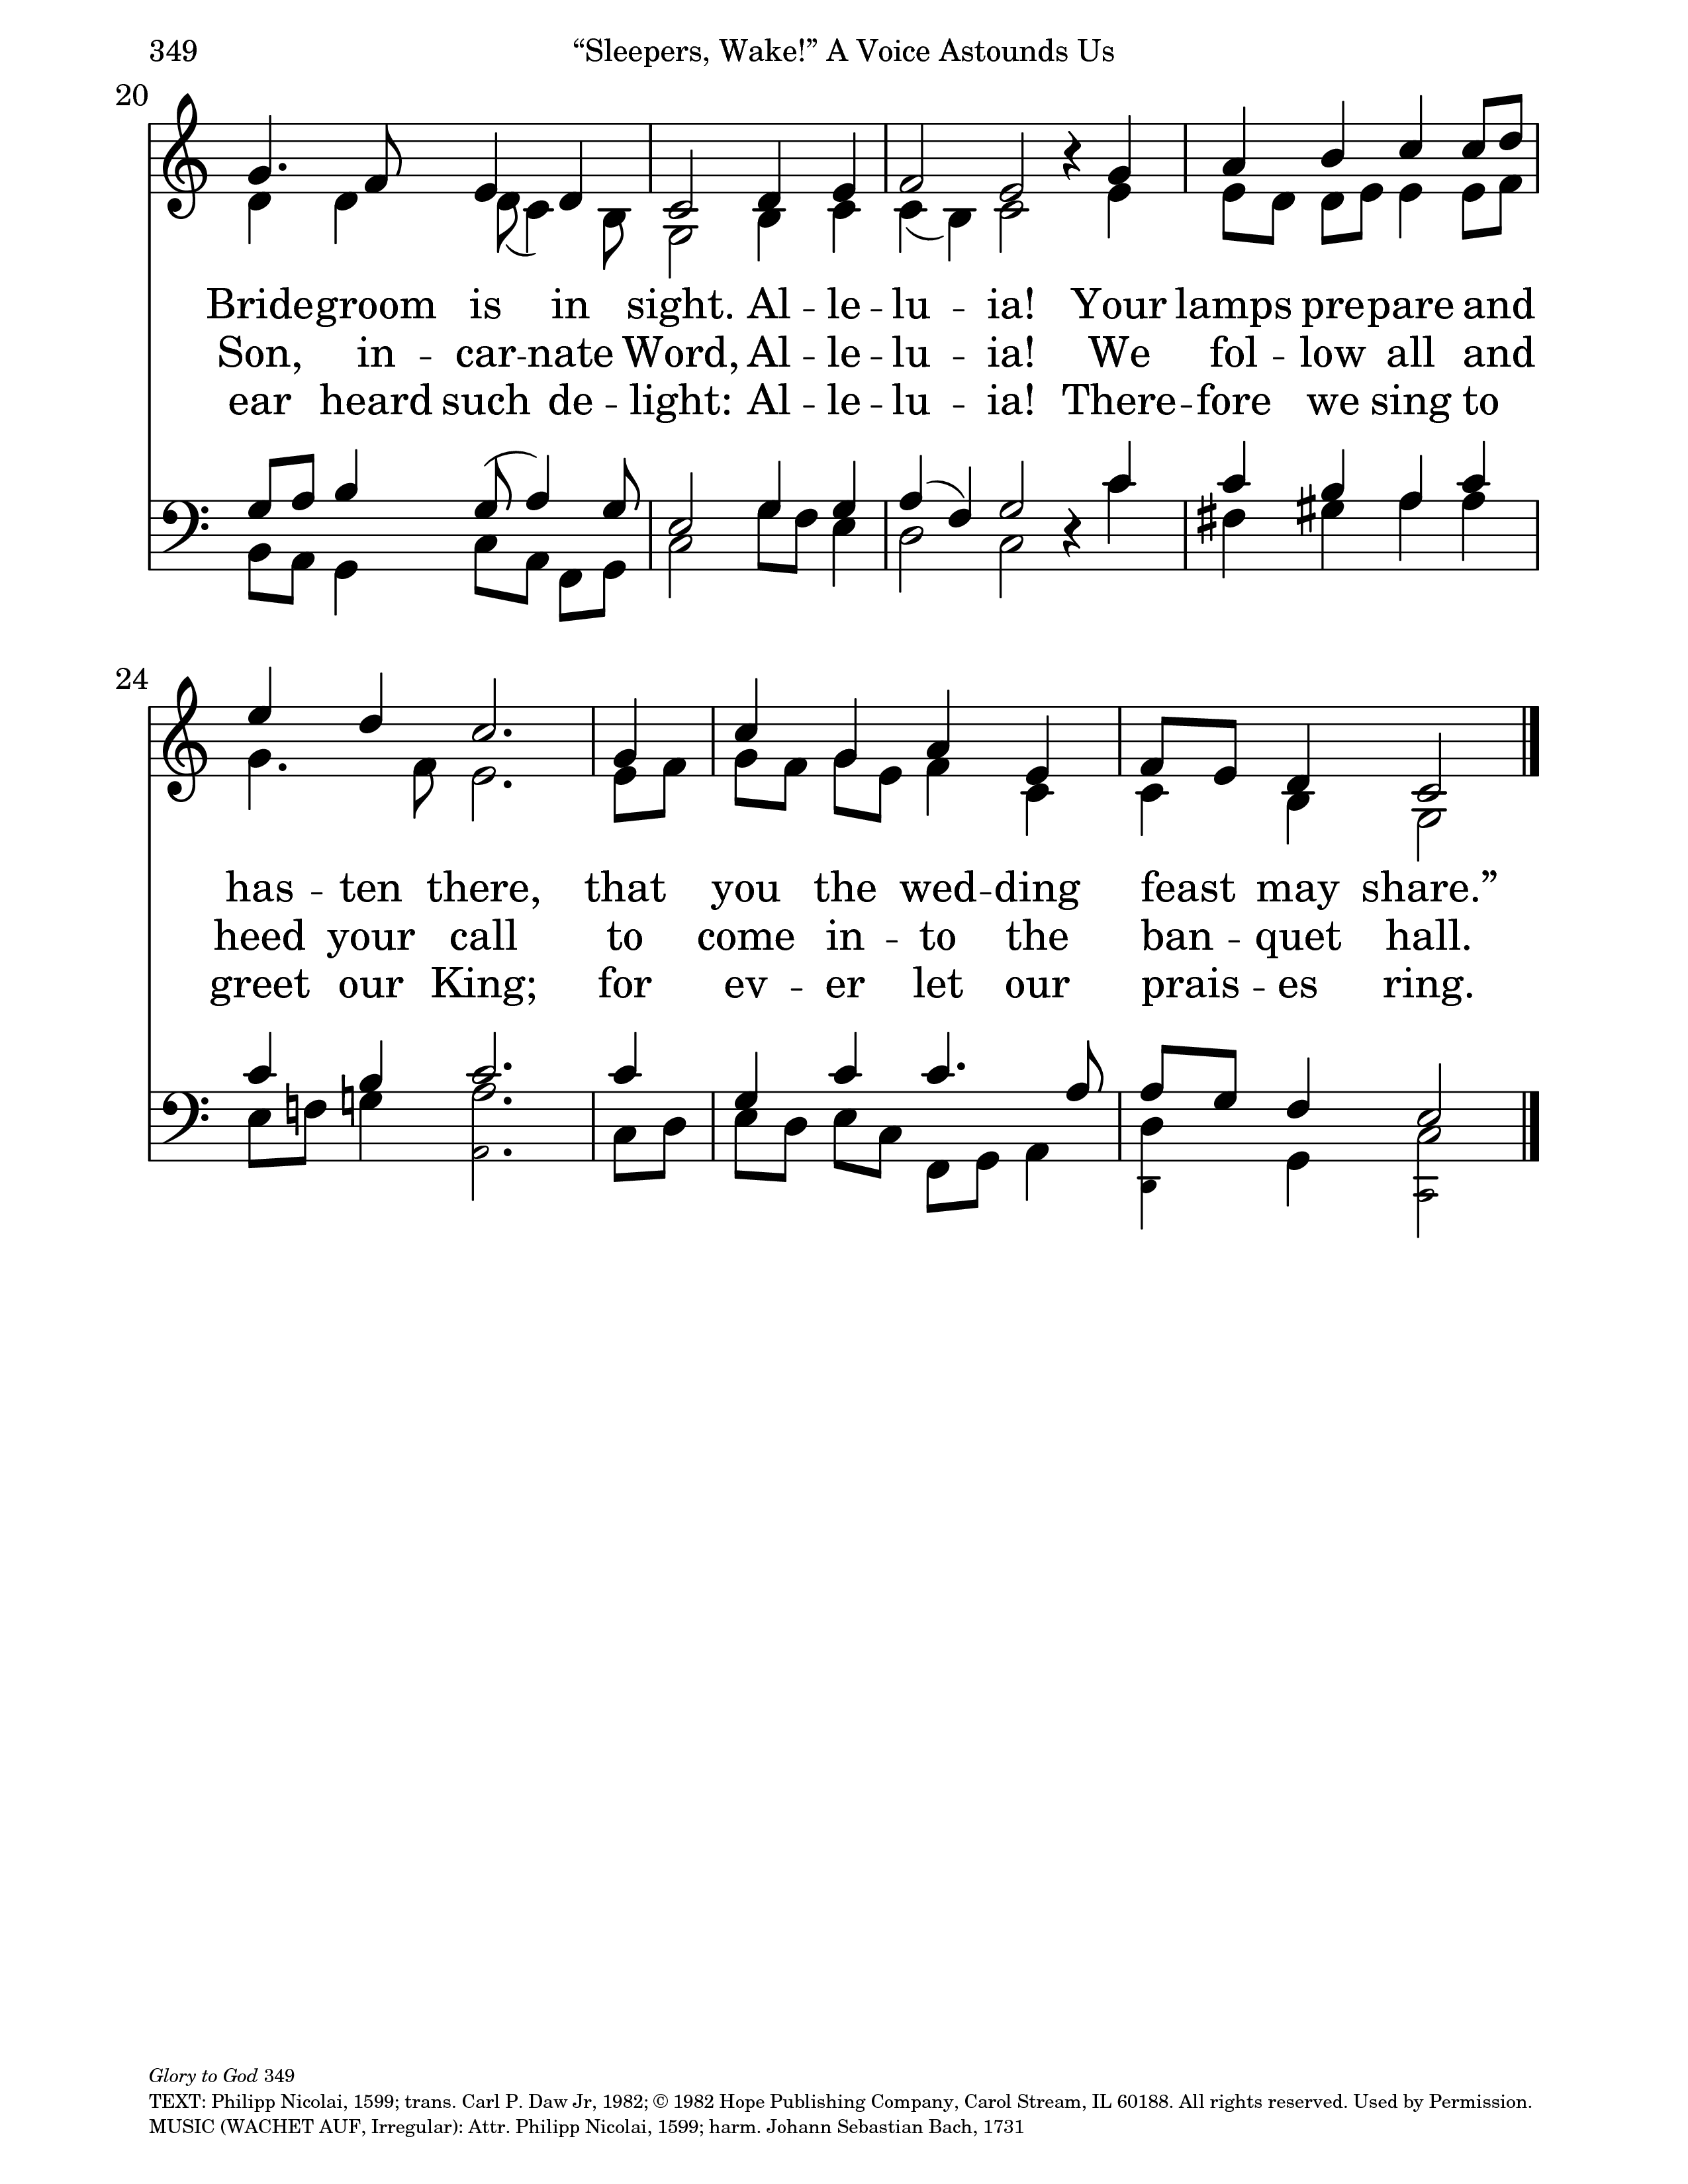 349 “Sleepers, Wake!” A Voice Astounds Us
20
Bridegroom is in sight. Al -- le -- lu -- ia! Your lamps prepare and
Son, in -- car -- nate Word, Al -- le -- lu -- ia! We fol -- low all and
ear heard such de -- light: Al -- le -- lu -- ia! There -- fore we sing to
24
has -- ten there, that you the wed -- ding feast may share.”
heed your call to come in -- to the ban -- quet hall.
greet our King; for ev -- er let our prais -- es ring.
Glory to God 349
TEXT: Philipp Nicolai, 1599; trans. Carl P. Daw Jr, 1982; © 1982 Hope Publishing Company, Carol Stream, IL 60188. All rights reserved. Used by Permission.
MUSIC (WACHET AUF, Irregular): Attr. Philipp Nicolai, 1599; harm. Johann Sebastian Bach, 1731